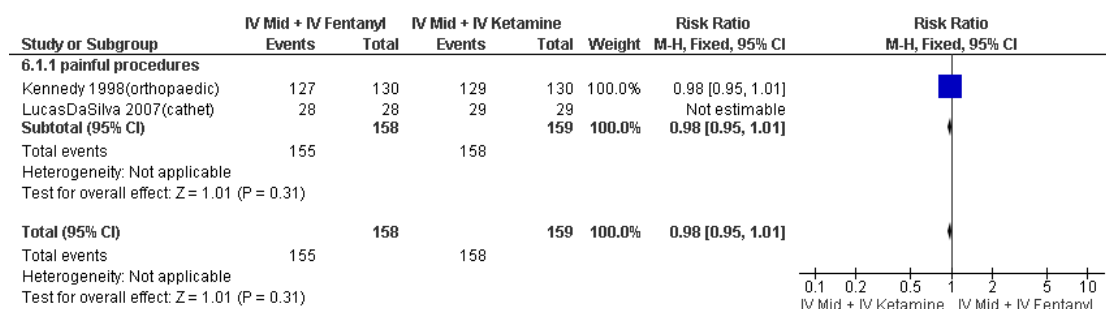 IV Mid + IV Fentanyl IV Mid + IV Ketamine Risk Ratio Risk Ratio
Study or Subgroup Events Total Events Total Weight M-H, Fixed, 95% CI M-H, Fixed, 95% CI
6.1.1 painful procedures
Kennedy 1998(orthopaedic) 127 130 129 130 100.0% 0.98 [0.95, 1.01]
LucasDaSilva 2007(cathet) 28 28 29 29 Not estimable
Subtotal (95% CI) 158 159 100.0% 0.98 [0.95, 1.01]
Total events 155 158
Heterogeneity: Not applicable
Test for overall effect: Z = 1.01 (P = 0.31)
Total (95% CI) 158 159 100.0% 0.98 [0.95, 1.01]
Total events 155 158
Heterogeneity: Not applicable
Test for overall effect: Z = 1.01 (P = 0.31)
0.1 0.2 0.5 1 2 5 10
IV Mid + IV Ketamine IV Mid + IV Fentanyl